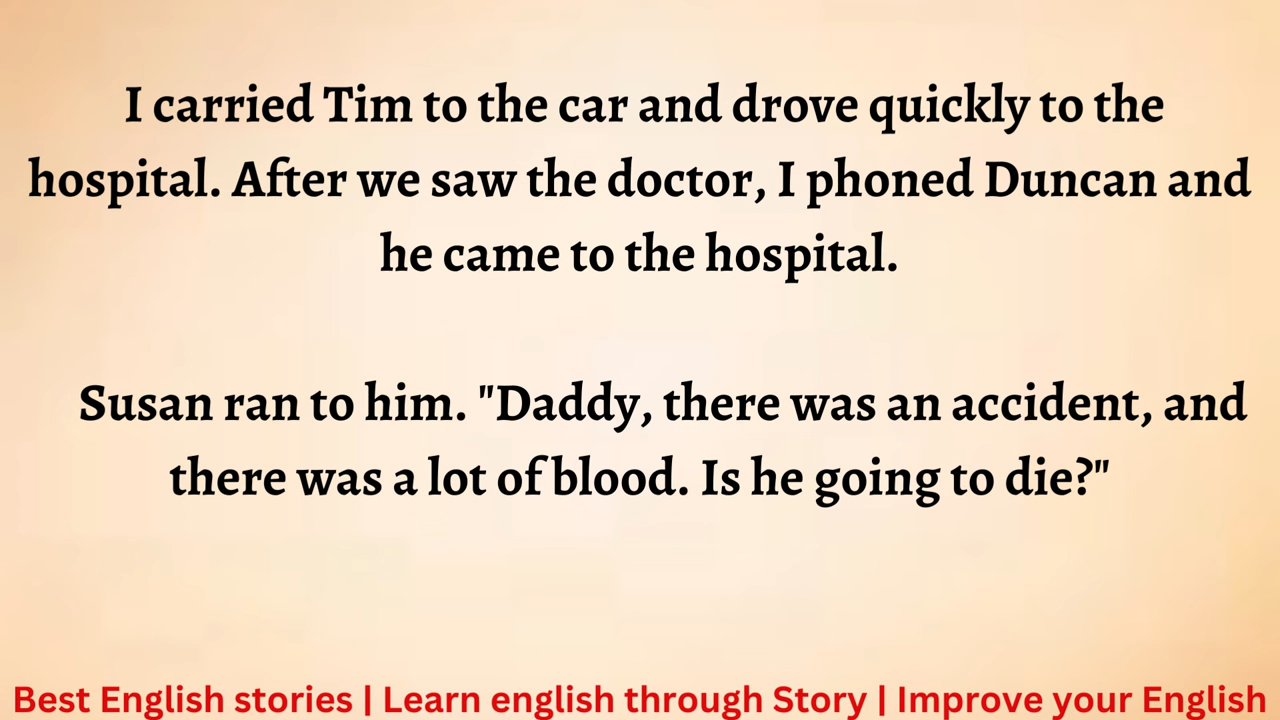 I carried Tim to the car and drove quickly to the
hospital. After we saw the doctor, I phoned Duncan and
he came to the hospital.
Susan ran to him. "Daddy, there was an accident, and
there was a lot of blood. Is he going to die?"
Best English stories | Learn english through Story | Improve your English